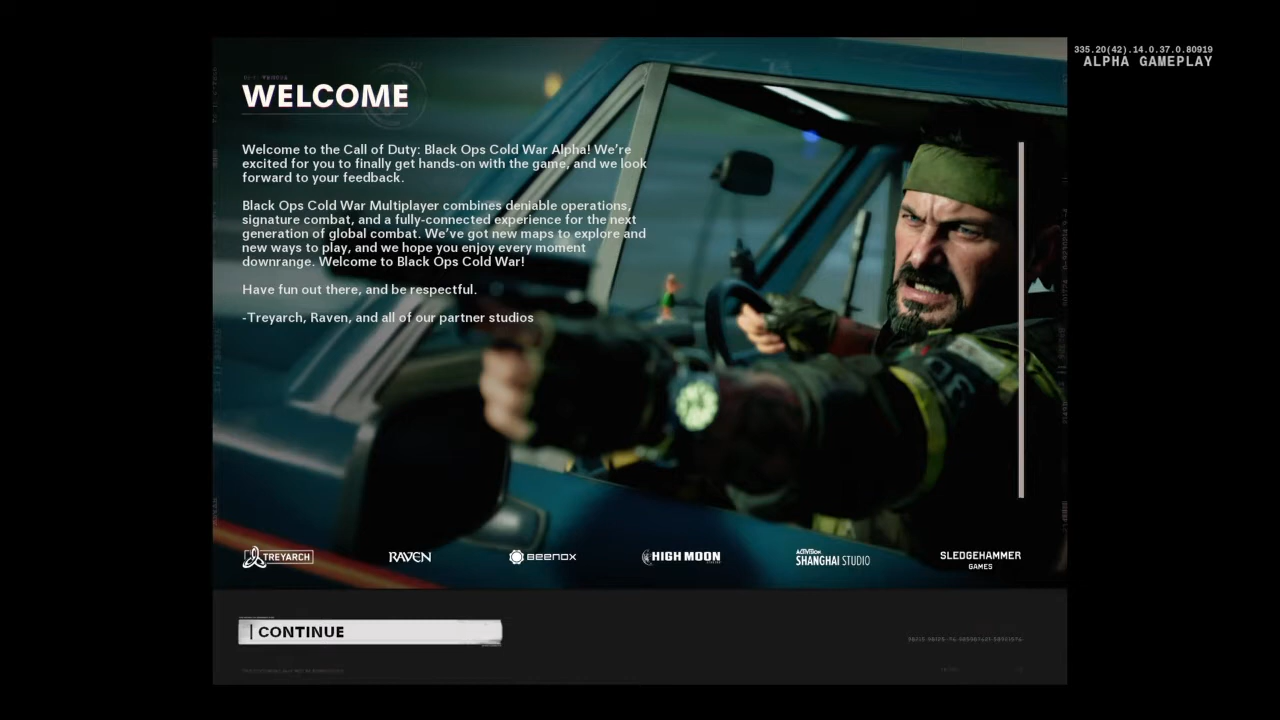 335.20(42).14.0.37.0.80919
ALPHA GAMEPLAY
WELCOME
Welcome to the Call of Duty: Black Ops Cold War Alpha! We're
excited for you to finally get hands-on with the game, and we look
forward to your feedback.
Black Ops Cold War Multiplayer combines deniable operations,
signature combat, and a fully-connected experience for the next
generation of global combat. We've got new maps to explore and
new ways to play, and we hope you enjoy every moment
downrange. Welcome to Black Ops Cold War!
Have fun out there, and be respectful.
-Treyarch, Raven, and all of our partner studios
TREYARCH
RAVEN
BEENOX
HIGH MOON
ACTIVISION
SHANGHAI STUDIO
SLEDGEHAMMER
GAMES
CONTINUE